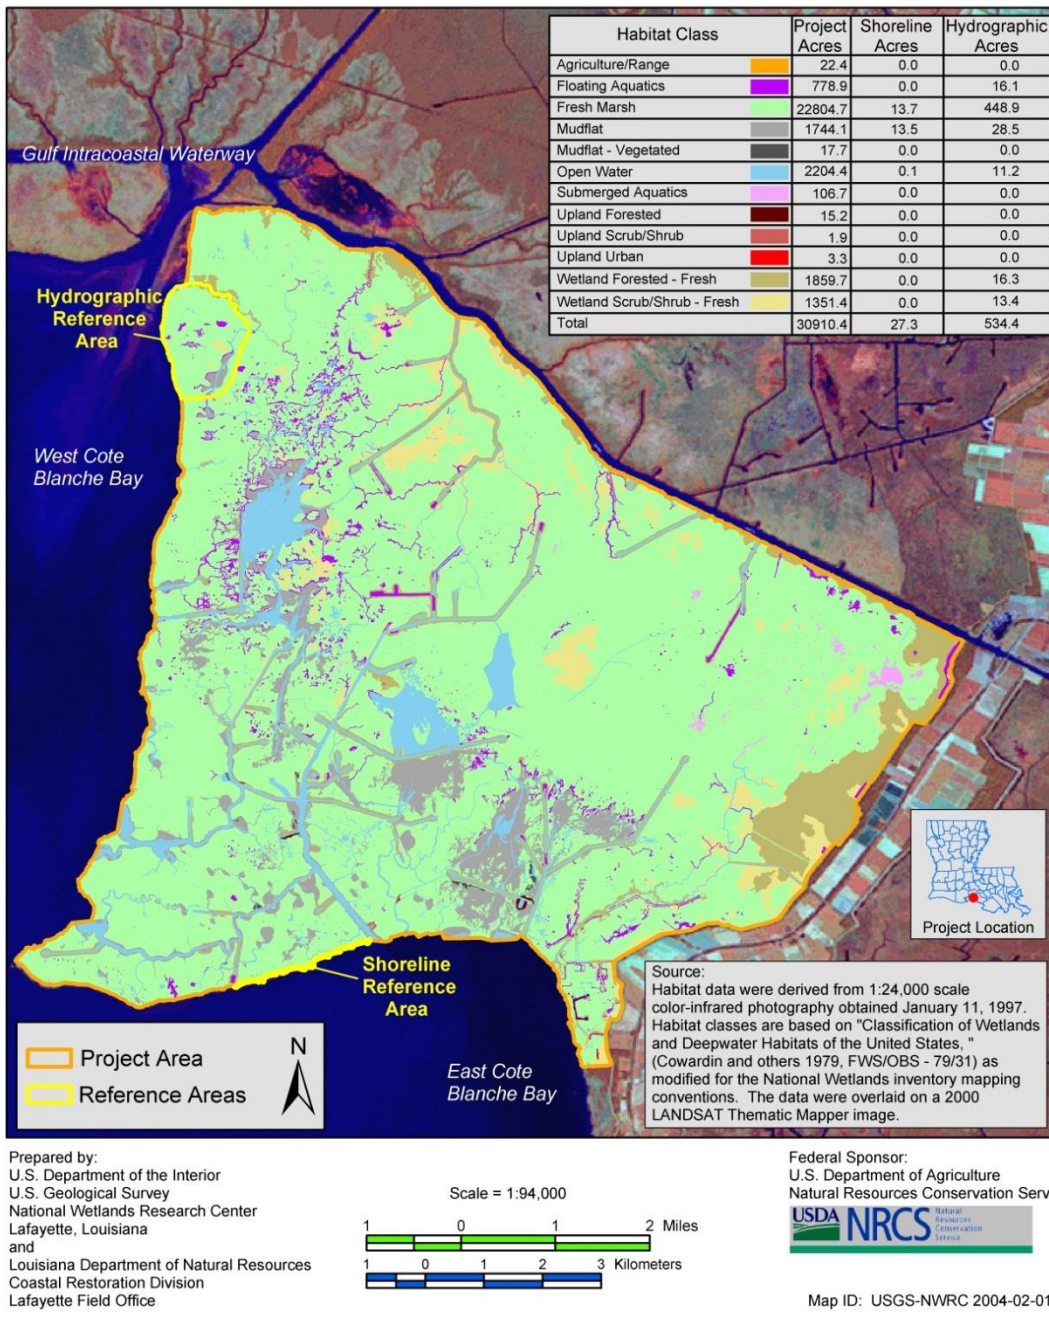 Habitat Class Project Acres Shoreline Acres Hydrographic Acres
Agriculture/Range 22.4 0.0 0.0
Floating Aquatics 778.9 0.0 16.1
Fresh Marsh 22804.7 13.7 448.9
Mudflat 1744.1 13.5 28.5
Mudflat - Vegetated 17.7 0.0 0.0
Open Water 2204.4 0.1 11.2
Submerged Aquatics 106.7 0.0 0.0
Upland Forested 15.2 0.0 0.0
Upland Scrub/Shrub 1.9 0.0 0.0
Upland Urban 3.3 0.0 0.0
Wetland Forested - Fresh 1859.7 0.0 16.3
Wetland Scrub/Shrub - Fresh 1351.4 0.0 13.4
Total 30910.4 27.3 534.4
Gulf Intracoastal Waterway
Hydrographic
Reference
Area
West Cote
Blanche Bay
Project Location
Shoreline
Reference
Area
East Cote
Blanche Bay
Project Area
Reference Areas
N
Source:
Habitat data were derived from 1:24,000 scale
color-infrared photography obtained January 11, 1997.
Habitat classes are based on "Classification of Wetlands
and Deepwater Habitats of the United States, "
(Cowardin and others 1979, FWS/OBS - 79/31) as
modified for the National Wetlands inventory mapping
conventions. The data were overlaid on a 2000
LANDSAT Thematic Mapper image.
Prepared by:
U.S. Department of the Interior
U.S. Geological Survey
National Wetlands Research Center
Lafayette, Louisiana
and
Louisiana Department of Natural Resources
Coastal Restoration Division
Lafayette Field Office
Scale = 1:94,000
1 0 1 2 Miles
1 0 1 2 3 Kilometers
Federal Sponsor:
U.S. Department of Agriculture
Natural Resources Conservation Serv
USDA NRCS Natural
Resources
Conservation
Service
Map ID: USGS-NWRC 2004-02-01